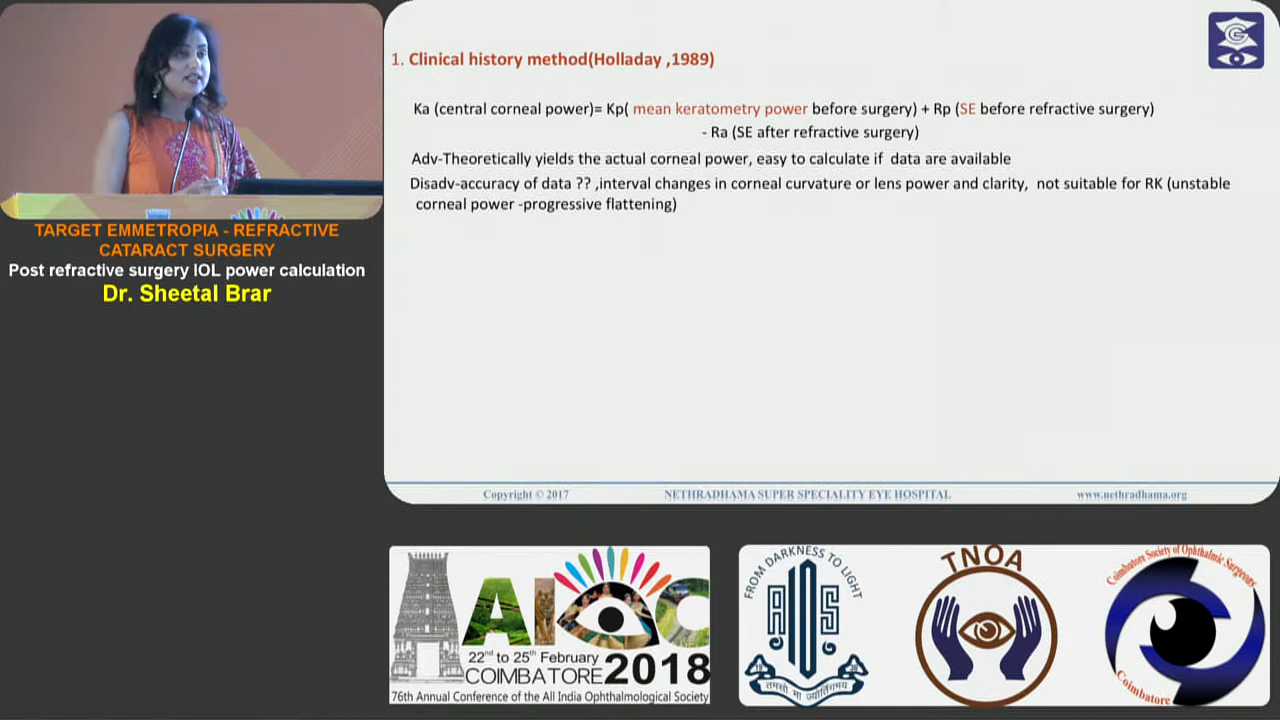 1. Clinical history method(Holladay ,1989)
Ka (central corneal power)= Kp( mean keratometry power before surgery) + Rp (SE before refractive surgery)
- Ra (SE after refractive surgery)
Adv-Theoretically yields the actual corneal power, easy to calculate if data are available
Disadv-accuracy of data ?? ,interval changes in corneal curvature or lens power and clarity, not suitable for RK (unstable
corneal power -progressive flattening)
Copyright © 2017 NETHRADHAMA SUPER SPECIALITY EYE HOSPITAL www.nethradhama.org
TARGET EMMETROPIA - REFRACTIVE
CATARACT SURGERY
Post refractive surgery IOL power calculation
Dr. Sheetal Brar
AIOC
22nd to 25th February
COIMBATORE 2018
76th Annual Conference of the All India Ophthalmological Society
FROM DARKNESS TO LIGHT
AIOS
तमसो मा ज्योतिर्गमय
TNOA
Coimbatore Society of Ophthalmic Surgeons
Coimbatore